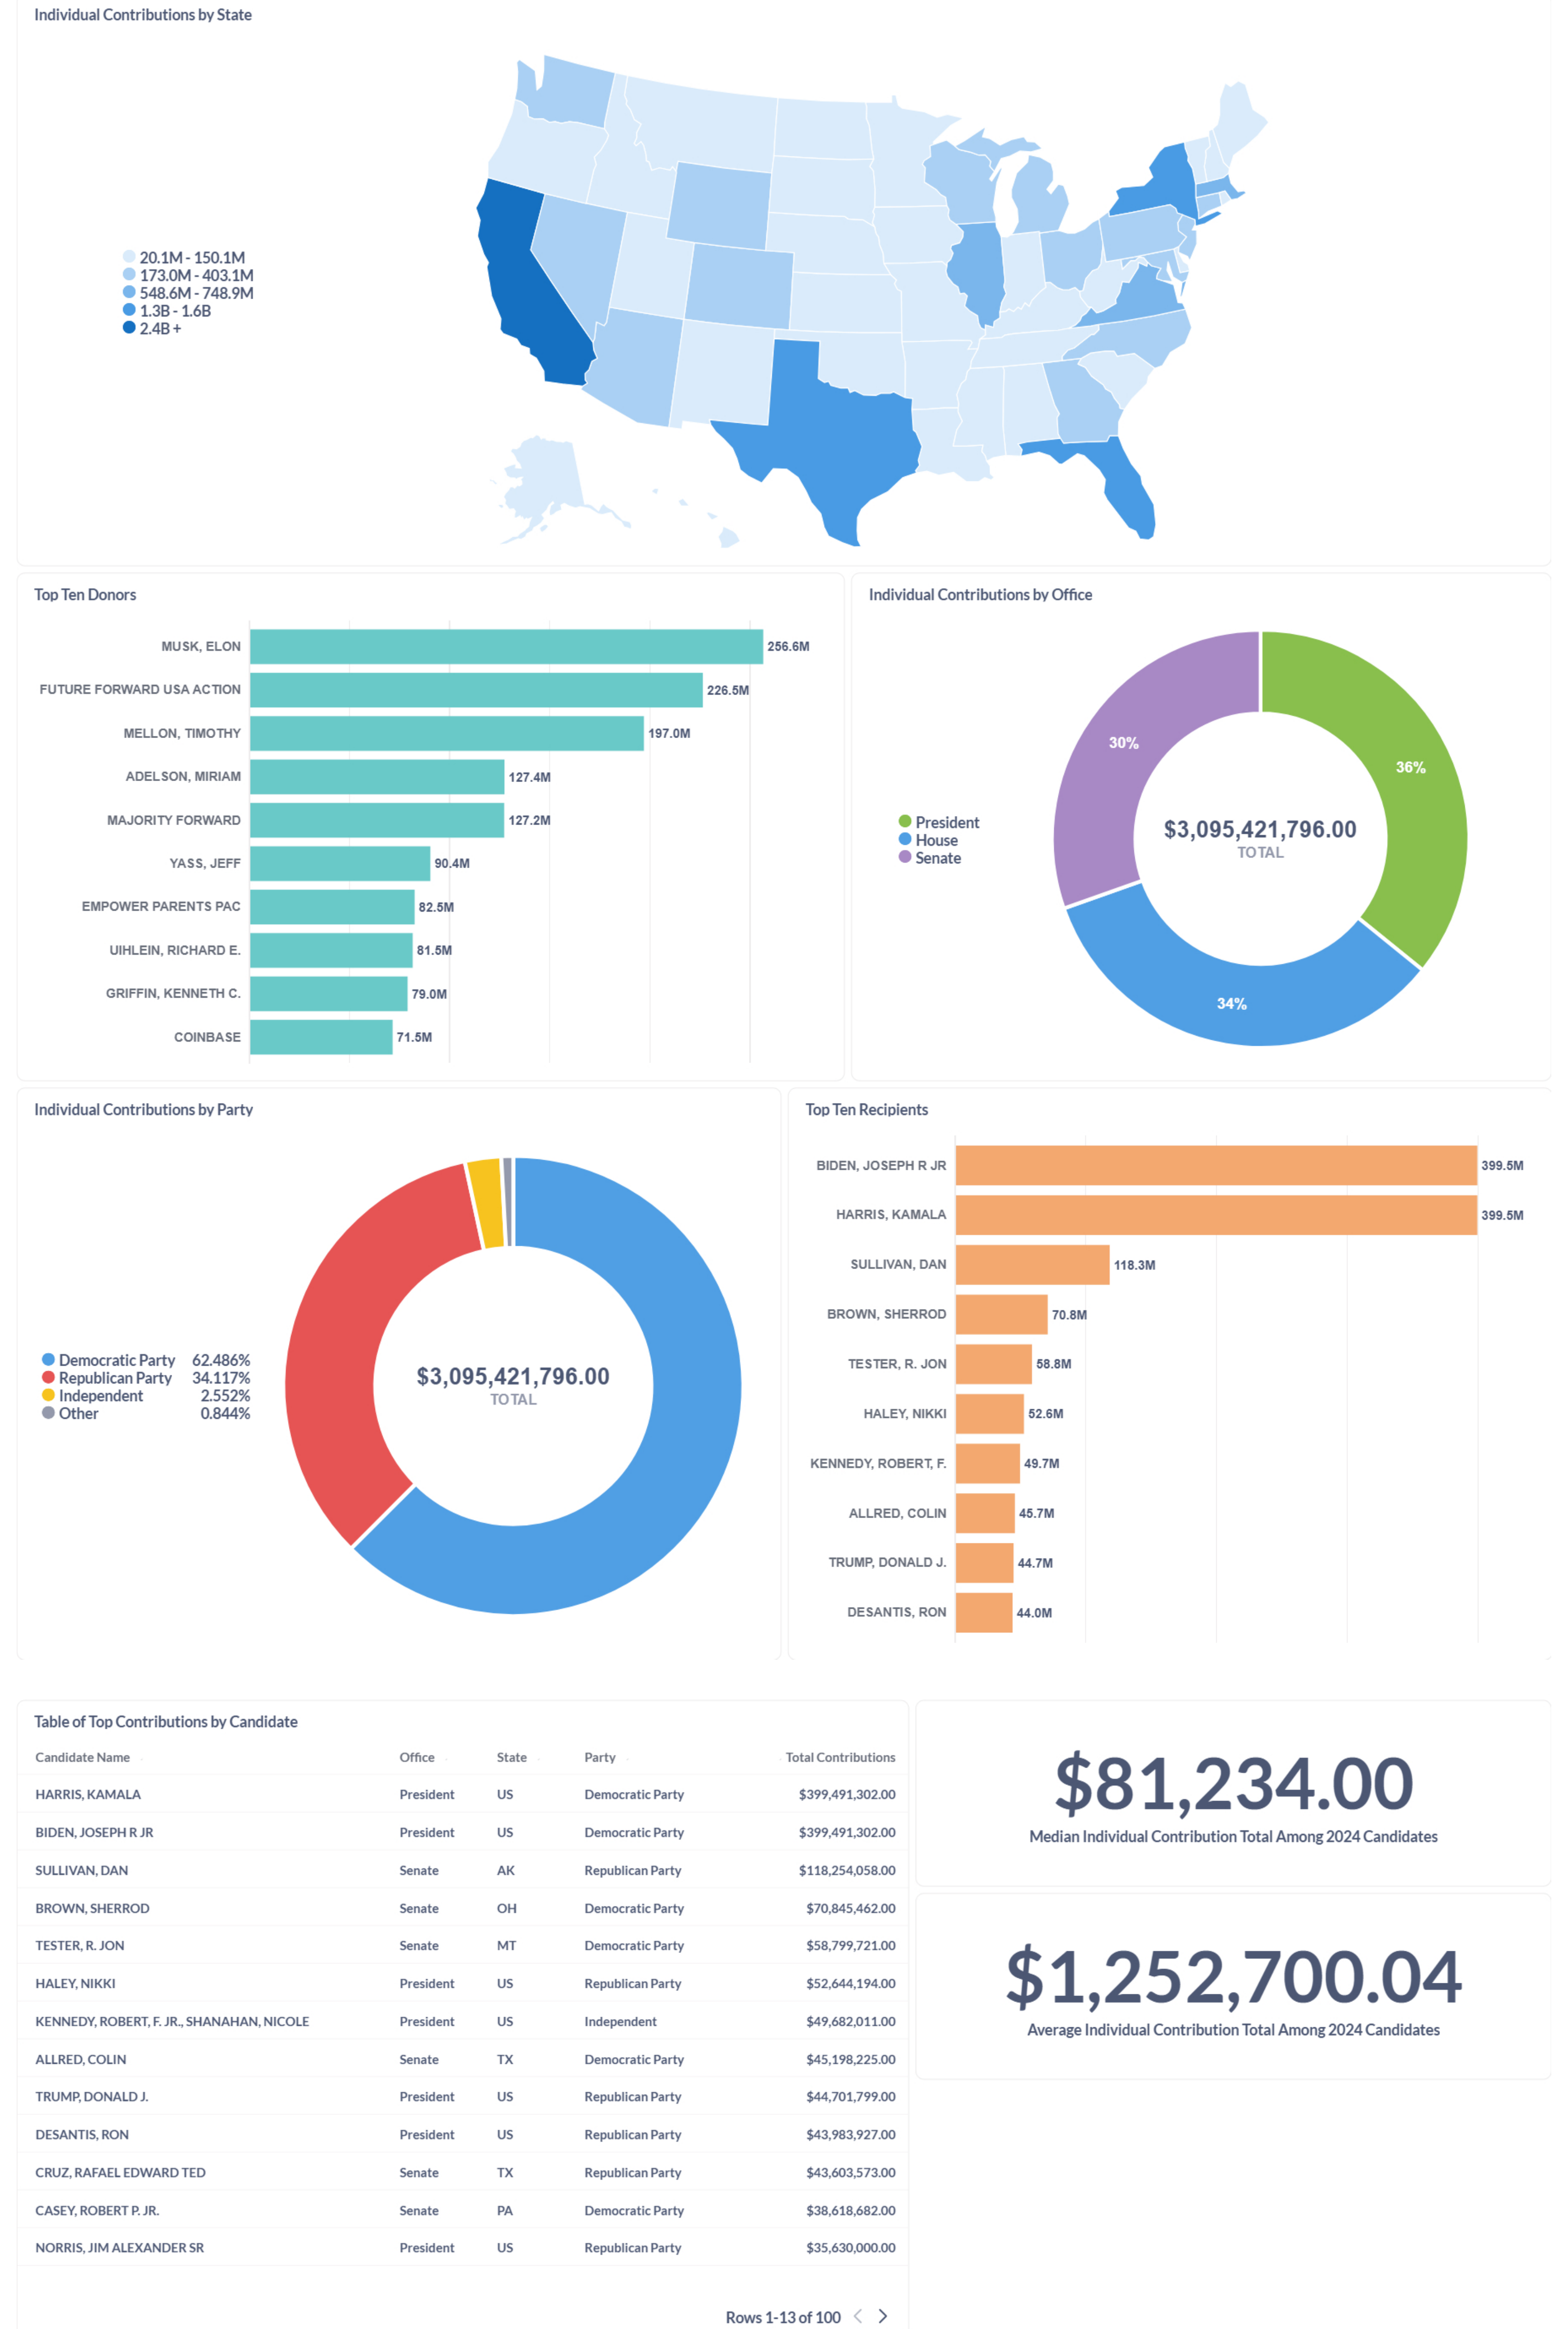 Individual Contributions by State
20.1M - 150.1M
173.0M - 403.1M
548.6M - 748.9M
1.3B - 1.6B
2.4B +
Top Ten Donors
MUSK, ELON 256.6M
FUTURE FORWARD USA ACTION 226.5M
MELLON, TIMOTHY 197.0M
ADELSON, MIRIAM 127.4M
MAJORITY FORWARD 127.2M
YASS, JEFF 90.4M
EMPOWER PARENTS PAC 82.5M
UIHLEIN, RICHARD E. 81.5M
GRIFFIN, KENNETH C. 79.0M
COINBASE 71.5M
Individual Contributions by Office
President
House
Senate
30%
36%
34%
$3,095,421,796.00
TOTAL
Individual Contributions by Party
Democratic Party 62.486%
Republican Party 34.117%
Independent 2.552%
Other 0.844%
$3,095,421,796.00
TOTAL
Top Ten Recipients
BIDEN, JOSEPH R JR 399.5M
HARRIS, KAMALA 399.5M
SULLIVAN, DAN 118.3M
BROWN, SHERROD 70.8M
TESTER, R. JON 58.8M
HALEY, NIKKI 52.6M
KENNEDY, ROBERT, F. 49.7M
ALLRED, COLIN 45.7M
TRUMP, DONALD J. 44.7M
DESANTIS, RON 44.0M
Table of Top Contributions by Candidate
Candidate Name Office State Party Total Contributions
HARRIS, KAMALA President US Democratic Party $399,491,302.00
BIDEN, JOSEPH R JR President US Democratic Party $399,491,302.00
SULLIVAN, DAN Senate AK Republican Party $118,254,058.00
BROWN, SHERROD Senate OH Democratic Party $70,845,462.00
TESTER, R. JON Senate MT Democratic Party $58,799,721.00
HALEY, NIKKI President US Republican Party $52,644,194.00
KENNEDY, ROBERT, F. JR., SHANAHAN, NICOLE President US Independent $49,682,011.00
ALLRED, COLIN Senate TX Democratic Party $45,198,225.00
TRUMP, DONALD J. President US Republican Party $44,701,799.00
DESANTIS, RON President US Republican Party $43,983,927.00
CRUZ, RAFAEL EDWARD TED Senate TX Republican Party $43,603,573.00
CASEY, ROBERT P. JR. Senate PA Democratic Party $38,618,682.00
NORRIS, JIM ALEXANDER SR President US Republican Party $35,630,000.00
Rows 1-13 of 100
$81,234.00
Median Individual Contribution Total Among 2024 Candidates
$1,252,700.04
Average Individual Contribution Total Among 2024 Candidates